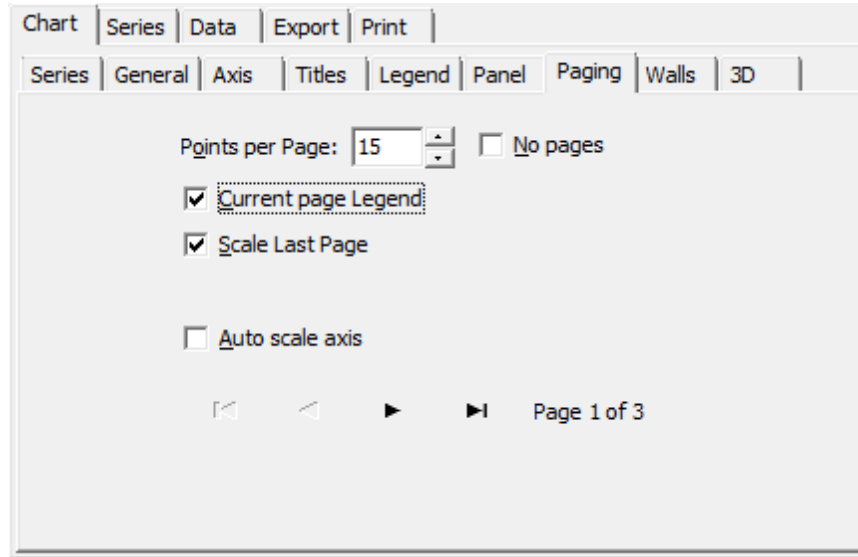 Chart Series Data Export Print
Series General Axis Titles Legend Panel Paging Walls 3D
Points per Page: 15 No pages
Current page Legend
Scale Last Page
Auto scale axis
Page 1 of 3